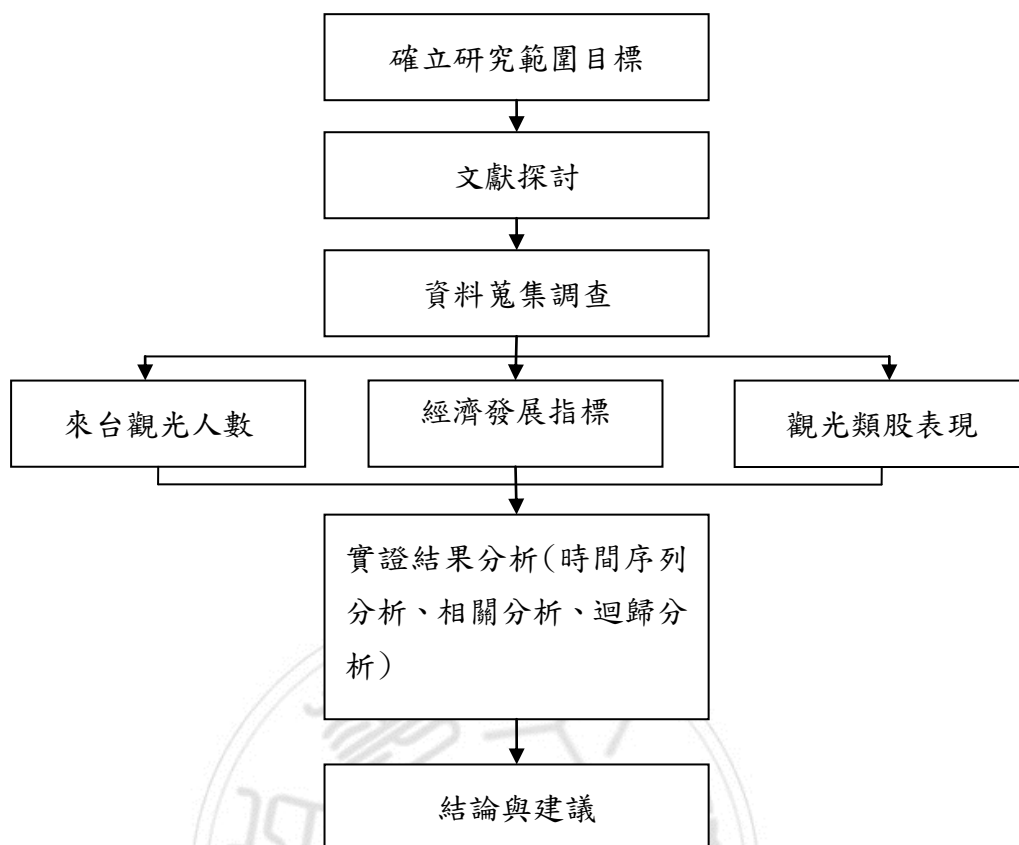 確立研究範圍目標
文獻探討
資料蒐集調查
來台觀光人數
經濟發展指標
觀光類股表現
實證結果分析(時間序列
分析、相關分析、迴歸分
析)
結論與建議